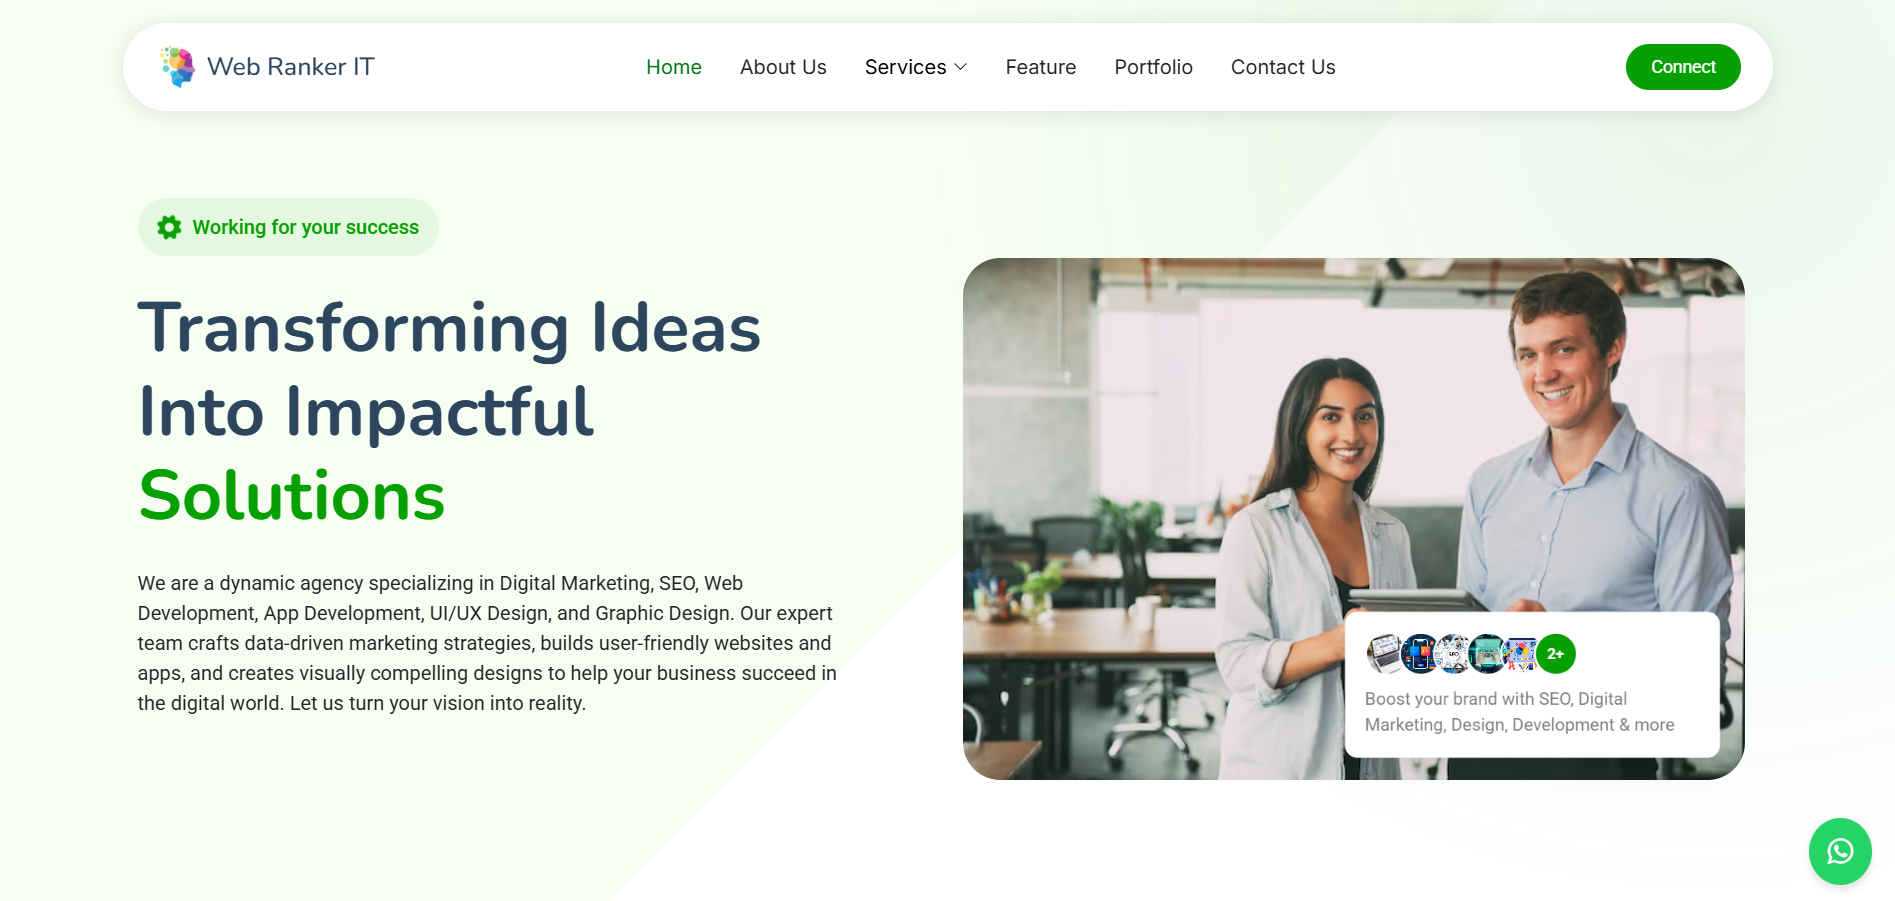 Web Ranker IT
Home
About Us
Services
Feature
Portfolio
Contact Us
Connect
Working for your success
Transforming Ideas
Into Impactful
Solutions
We are a dynamic agency specializing in Digital Marketing, SEO, Web
Development, App Development, UI/UX Design, and Graphic Design. Our expert
team crafts data-driven marketing strategies, builds user-friendly websites and
apps, and creates visually compelling designs to help your business succeed in
the digital world. Let us turn your vision into reality.
SEO
2+
Boost your brand with SEO, Digital
Marketing, Design, Development & more